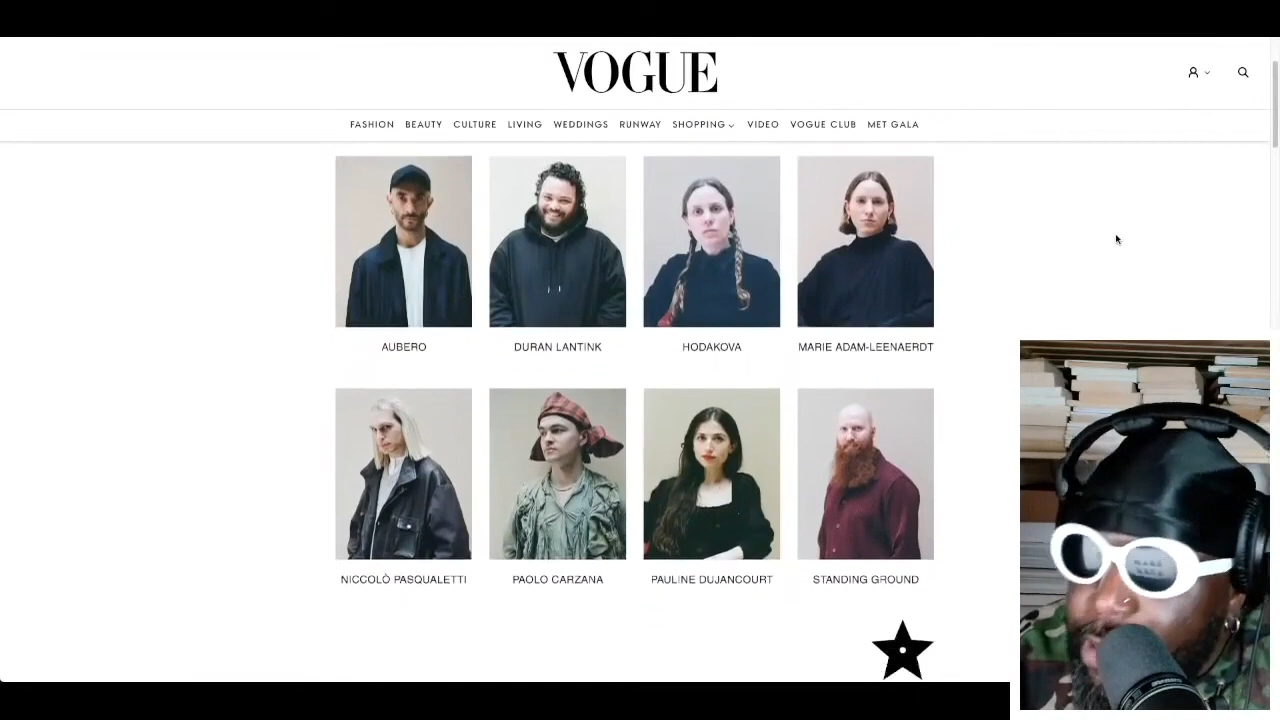 VOGUE
FASHION BEAUTY CULTURE LIVING WEDDINGS RUNWAY SHOPPING VIDEO VOGUE CLUB MET GALA
AUBERO DURAN LANTINK HODAKOVA MARIE ADAM-LEENAERDT
NICCOLÒ PASQUALETTI PAOLO CARZANA PAULINE DUJANCOURT STANDING GROUND